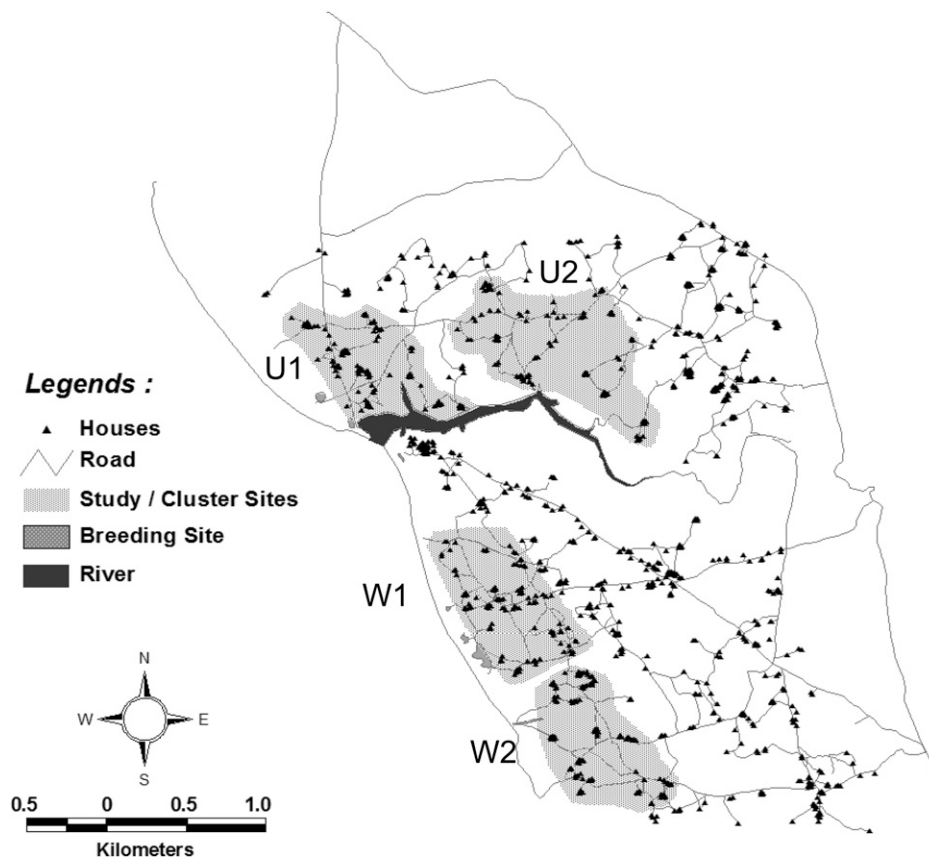 U2
U1
Legends :
Houses
Road
Study / Cluster Sites
Breeding Site
River
W1
N
W E
S
W2
0.5 0 0.5 1.0
Kilometers